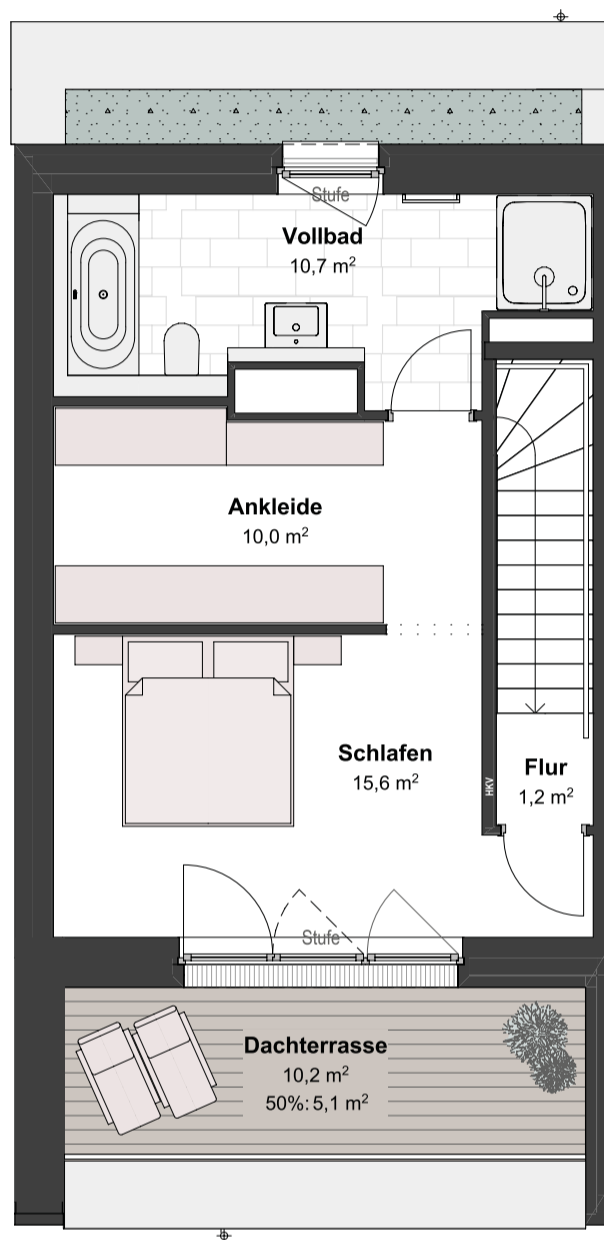 Stufe
Vollbad
10,7 m²
Ankleide
10,0 m²
Schlafen
15,6 m²
Flur
1,2 m²
HKV
Stufe
Dachterrasse
10,2 m²
50%: 5,1 m²